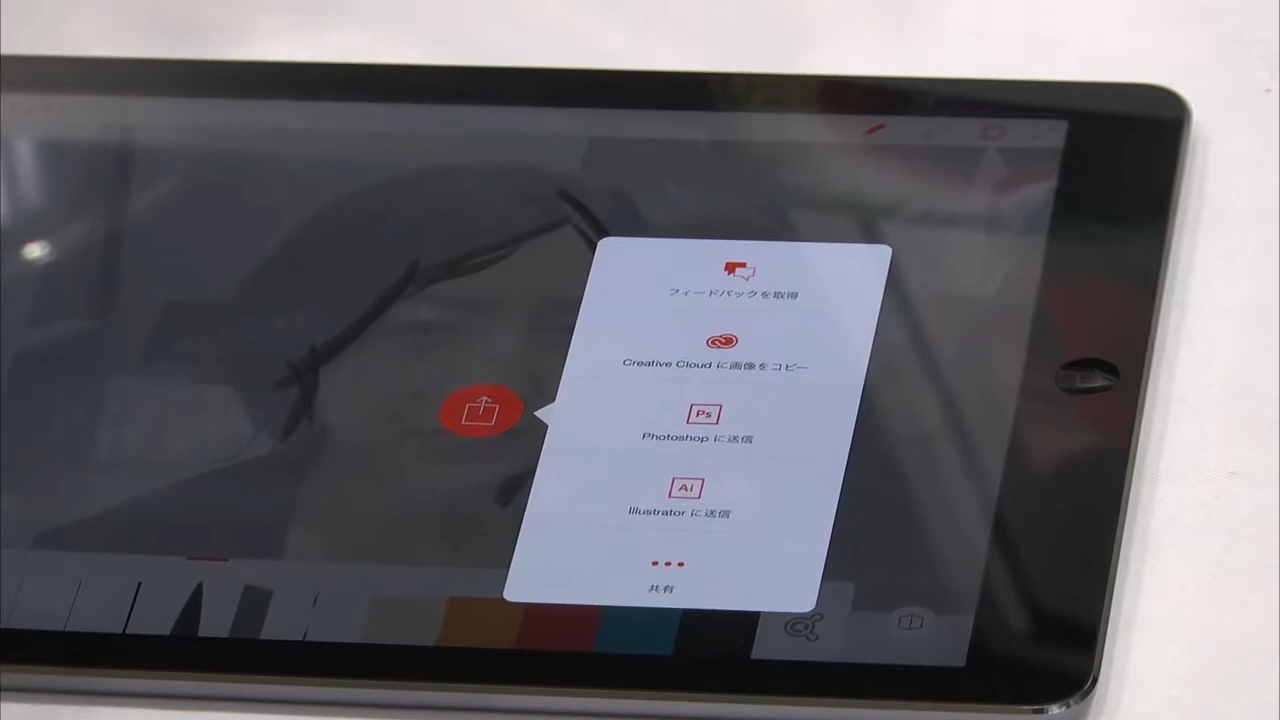 フィードバックを取得
Creative Cloud に画像をコピー
Ps
Photoshop に送信
Ai
Illustrator に送信
共有